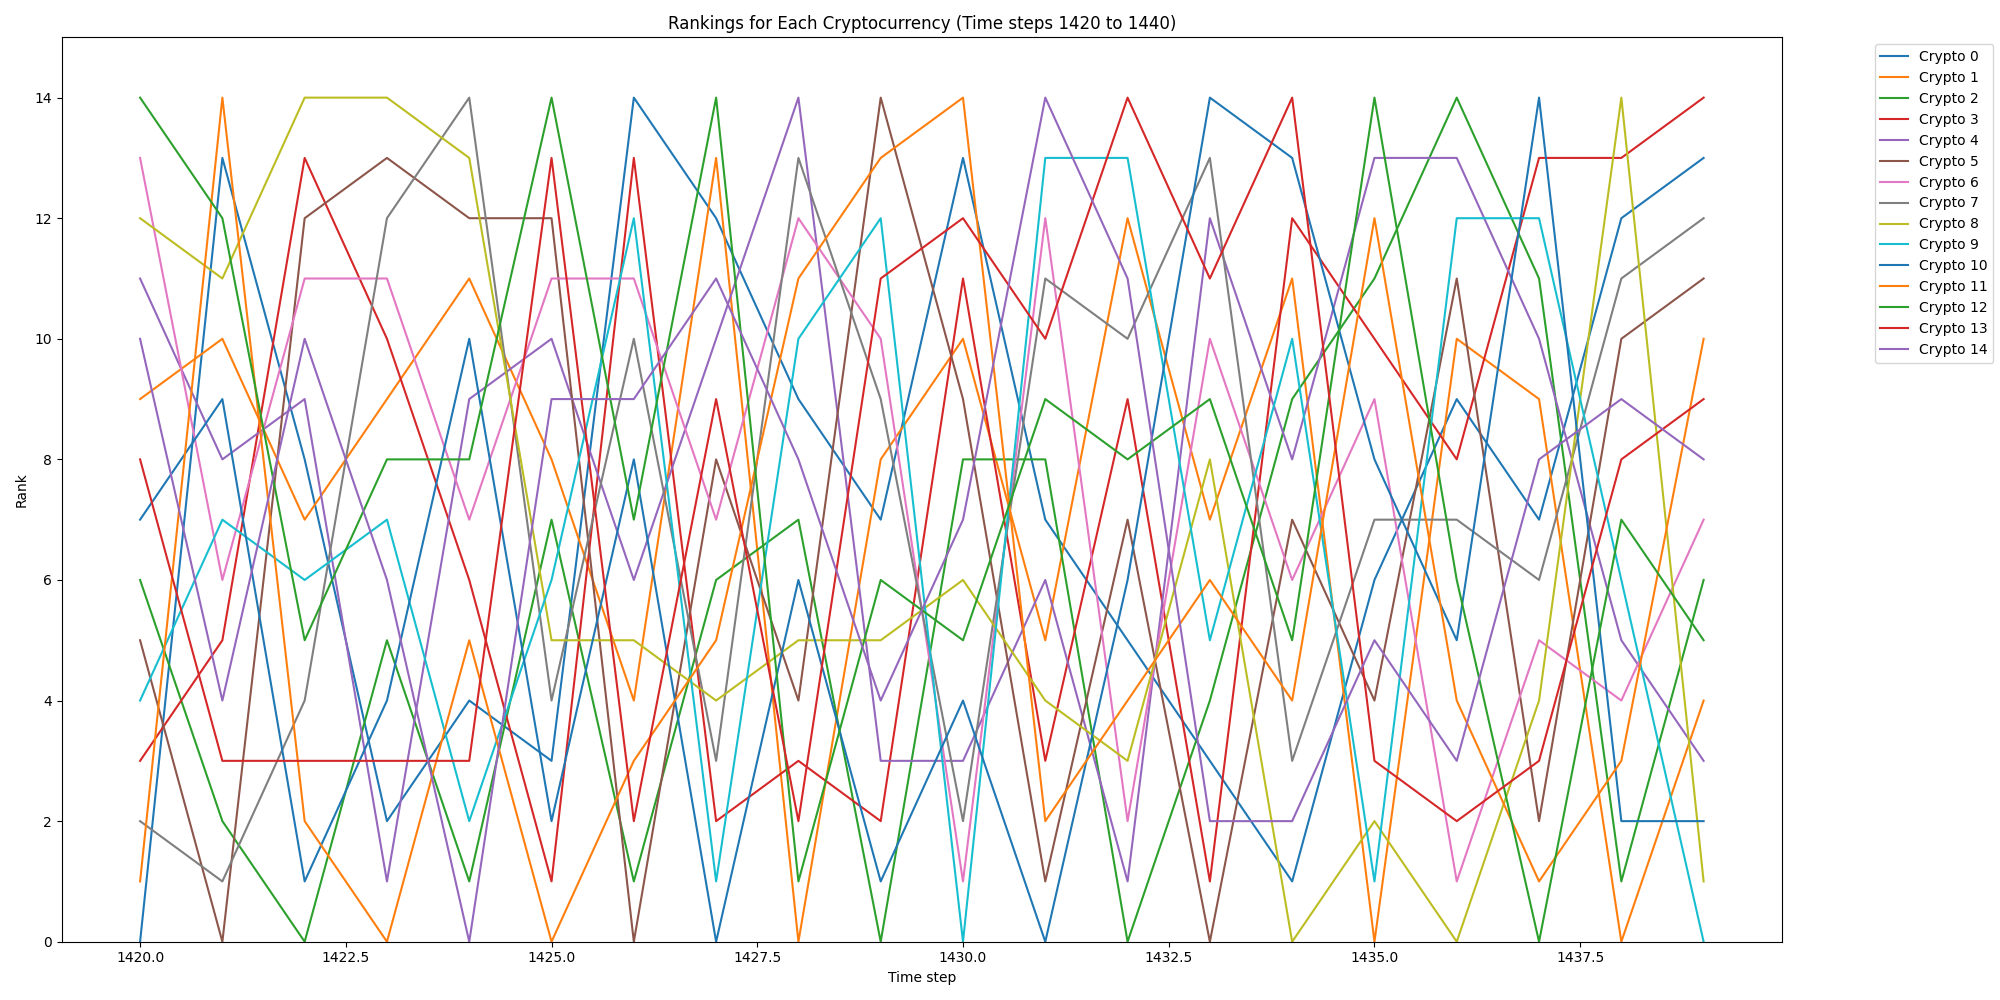 Rankings for Each Cryptocurrency (Time steps 1420 to 1440)
Rank
14
12
10
8
6
4
2
0
1420.0 1422.5 1425.0 1427.5 1430.0 1432.5 1435.0 1437.5
Time step
Crypto 0
Crypto 1
Crypto 2
Crypto 3
Crypto 4
Crypto 5
Crypto 6
Crypto 7
Crypto 8
Crypto 9
Crypto 10
Crypto 11
Crypto 12
Crypto 13
Crypto 14